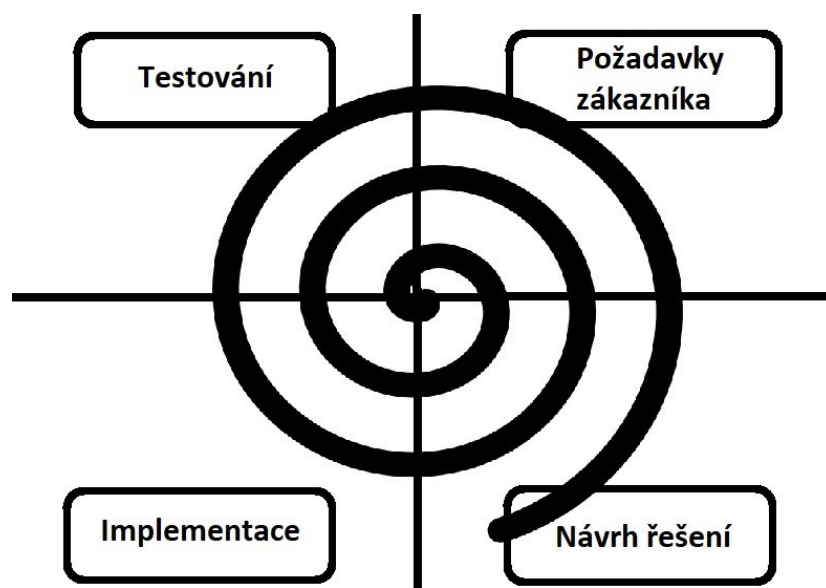 Testování
Požadavky
zákazníka
Implementace
Návrh řešení